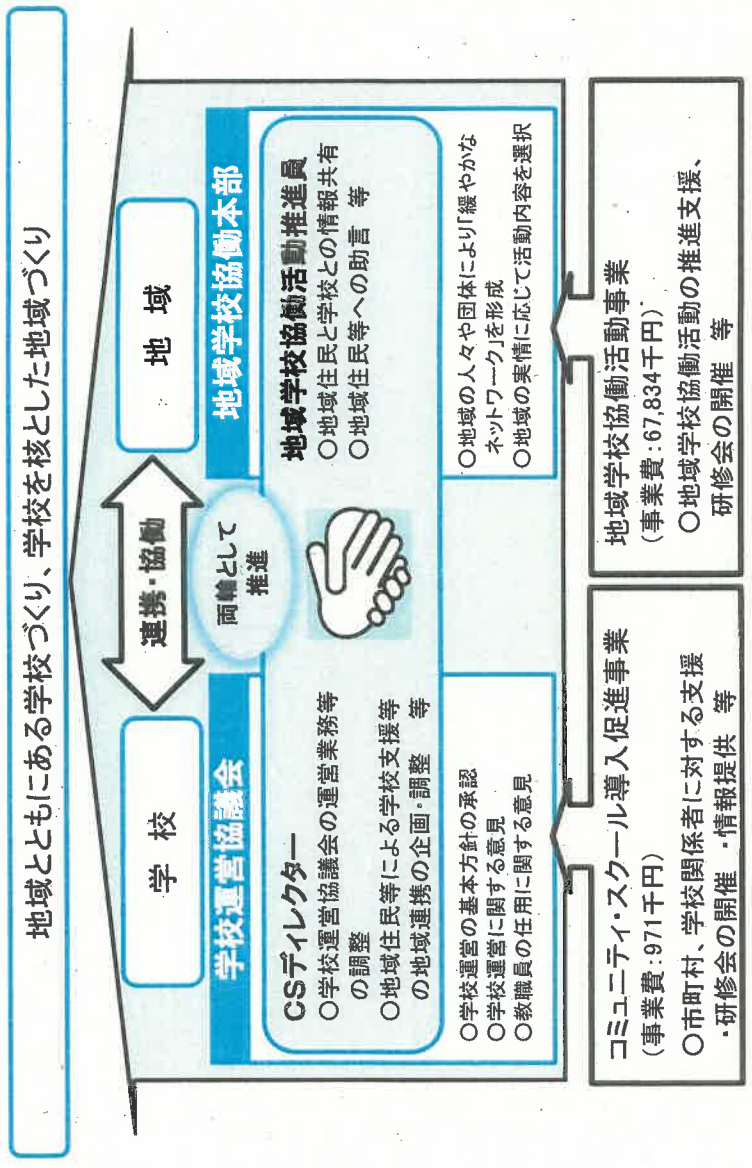 地域とともにある学校づくり、学校を核とした地域づくり
学校
連携・協働
地域
両輪として
推進
学校運営協議会
CSディレクター
○学校運営協議会の運営業務等
の調整
○地域住民等による学校支援等
の地域連携の企画・調整 等
○学校運営の基本方針の承認
○学校運営に関する意見
○教職員の任用に関する意見
地域学校協働本部
地域学校協働活動推進員
○地域住民と学校との情報共有
○地域住民等への助言 等
○地域の人々や団体により「緩やかな
ネットワーク」を形成
○地域の実情に応じて活動内容を選択
コミュニティ・スクール導入促進事業
(事業費:971千円)
○市町村、学校関係者に対する支援
・研修会の開催 ・情報提供 等
地域学校協働活動事業
(事業費:67,834千円)
○地域学校協働活動の推進支援、
研修会の開催 等